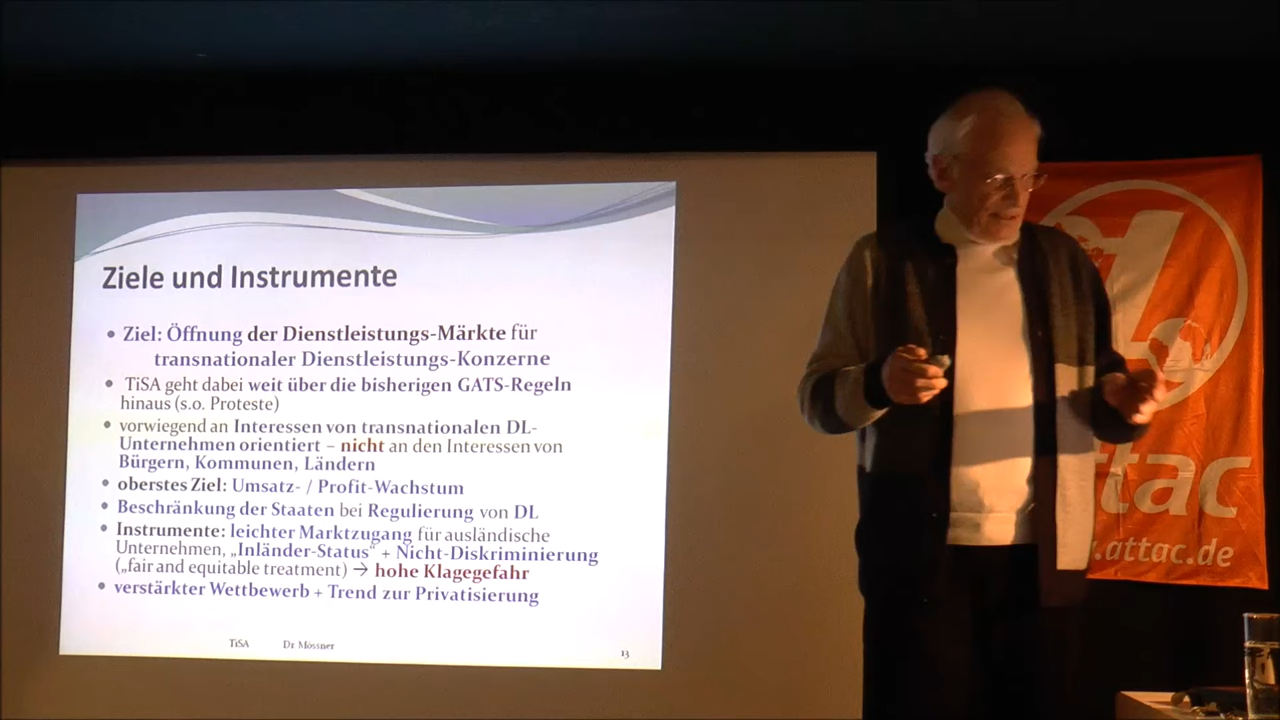 Ziele und Instrumente
• Ziel: Öffnung der Dienstleistungs-Märkte für
transnationaler Dienstleistungs-Konzerne
• TiSA geht dabei weit über die bisherigen GATS-Regeln
hinaus (s.o. Proteste)
• vorwiegend an Interessen von transnationalen DL-
Unternehmen orientiert – nicht an den Interessen von
Bürgern, Kommunen, Ländern
• oberstes Ziel: Umsatz- / Profit-Wachstum
• Beschränkung der Staaten bei Regulierung von DL
• Instrumente: leichter Marktzugang für ausländische
Unternehmen, „Inländer-Status" + Nicht-Diskriminierung
(„fair and equitable treatment) → hohe Klagegefahr
• verstärkter Wettbewerb + Trend zur Privatisierung
TiSA Dr Mössner 13
attac
.attac.de